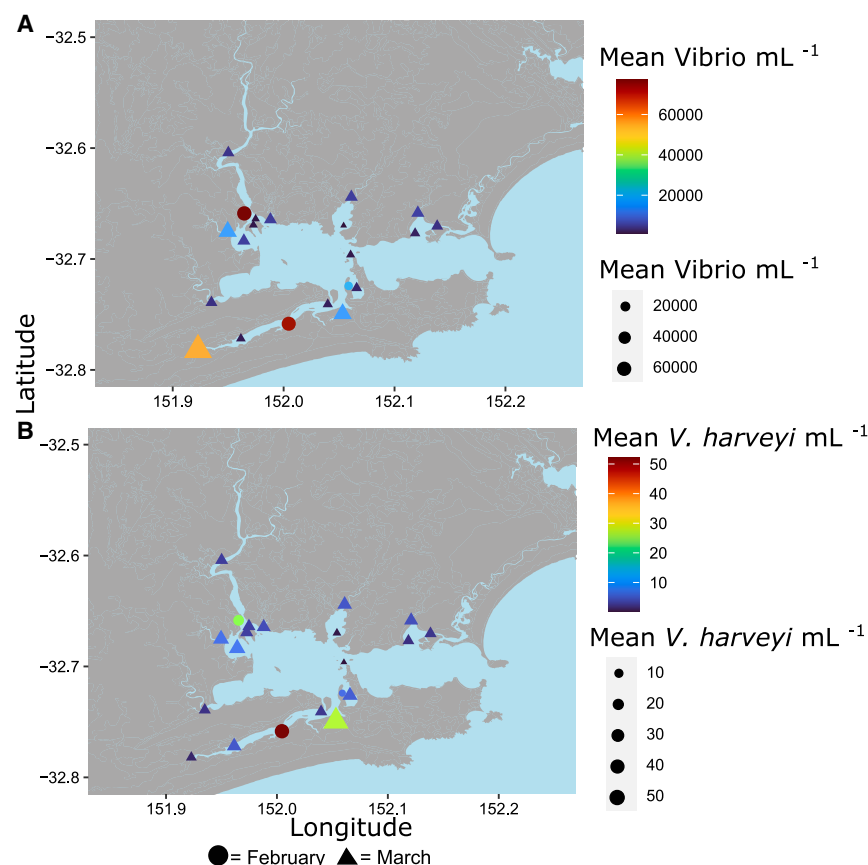 A
−32.5
−32.6
−32.7
−32.8
151.9 152.0 152.1 152.2
Mean Vibrio mL -1
60000
40000
20000
Mean Vibrio mL -1
20000
40000
60000
Latitude
B
−32.5
−32.6
−32.7
−32.8
151.9 152.0 152.1 152.2
Mean V. harveyi mL -1
50
40
30
20
10
Mean V. harveyi mL -1
10
20
30
40
50
Longitude
= February = March